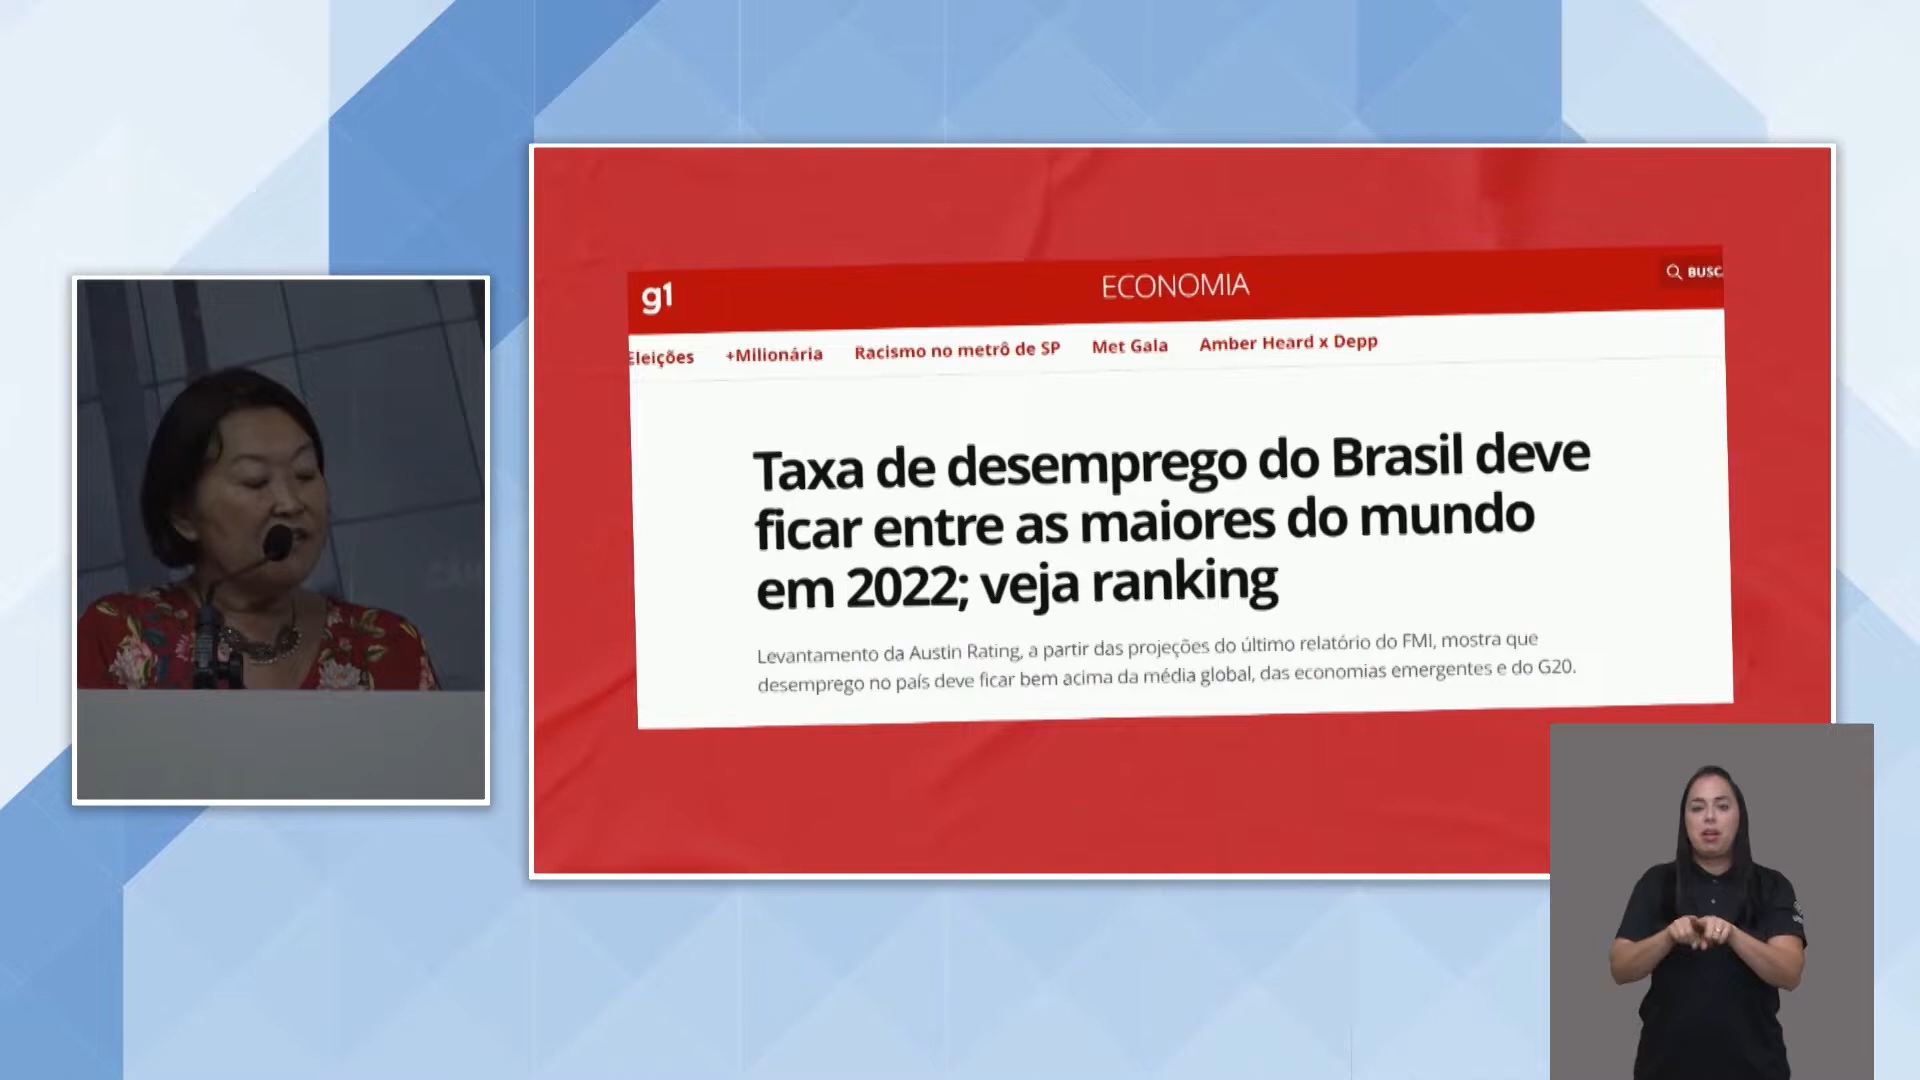 g1
ECONOMIA
BUSC
Eleições +Milionária Racismo no metrô de SP Met Gala Amber Heard x Depp
Taxa de desemprego do Brasil deve
ficar entre as maiores do mundo
em 2022; veja ranking
Levantamento da Austin Rating, a partir das projeções do último relatório do FMI, mostra que
desemprego no país deve ficar bem acima da média global, das economias emergentes e do G20.